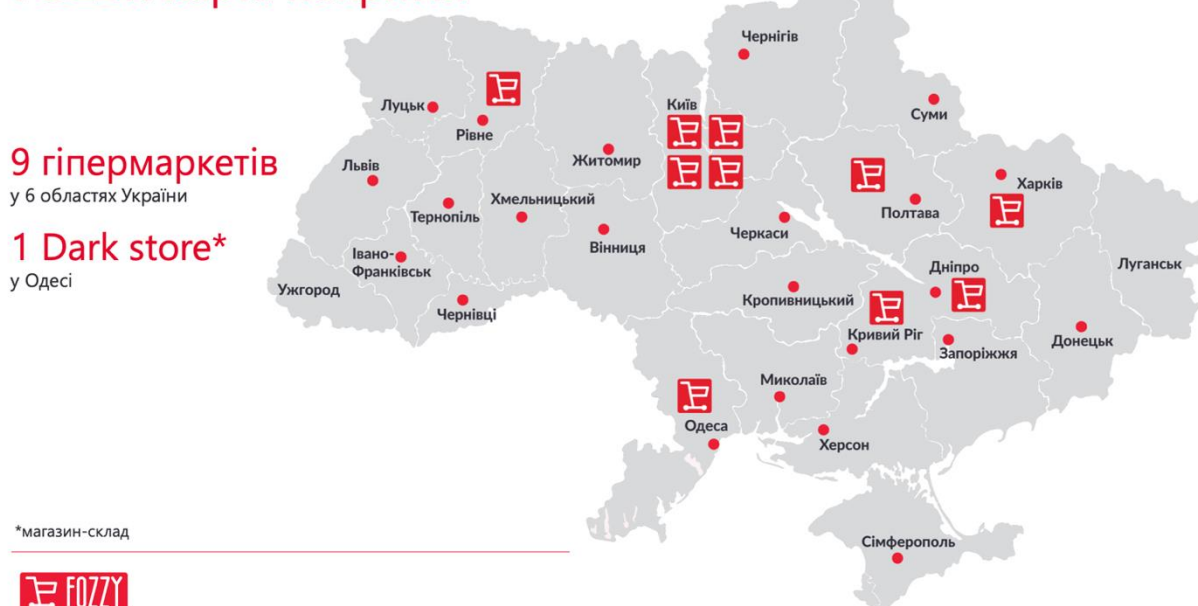 9 гіпермаркетів
у 6 областях України
1 Dark store*
у Одесі
Чернігів
Луцьк
Рівне
Київ
Суми
Житомир
Львів
Тернопіль
Хмельницький
Вінниця
Черкаси
Полтава
Харків
Івано-
Франківськ
Ужгород
Чернівці
Кропивницький
Дніпро
Луганськ
Кривий Ріг
Запоріжжя
Донецьк
Миколаїв
Одеса
Херсон
Сімферополь
*магазин-склад
FOZZY